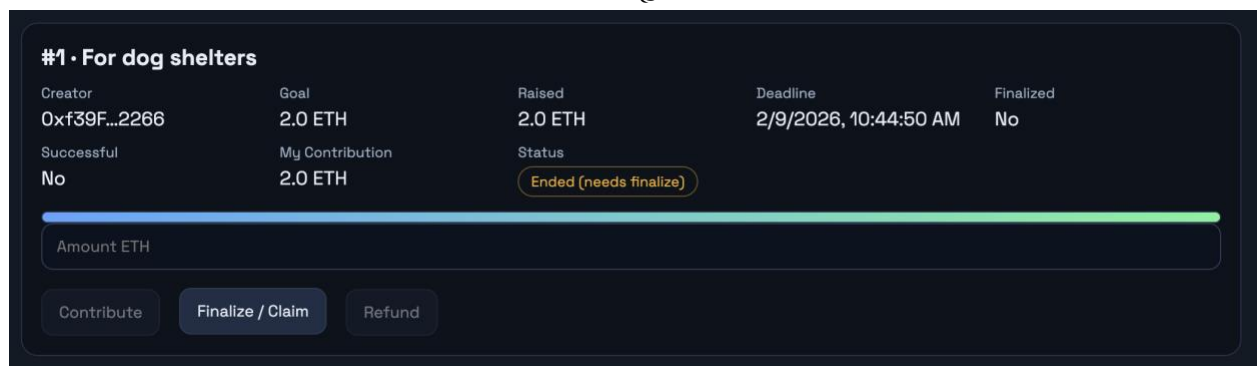 #1 · For dog shelters
Creator Goal Raised Deadline Finalized
0xf39F...2266 2.0 ETH 2.0 ETH 2/9/2026, 10:44:50 AM No
Successful My Contribution Status
No 2.0 ETH Ended (needs finalize)
Amount ETH
Contribute Finalize / Claim Refund